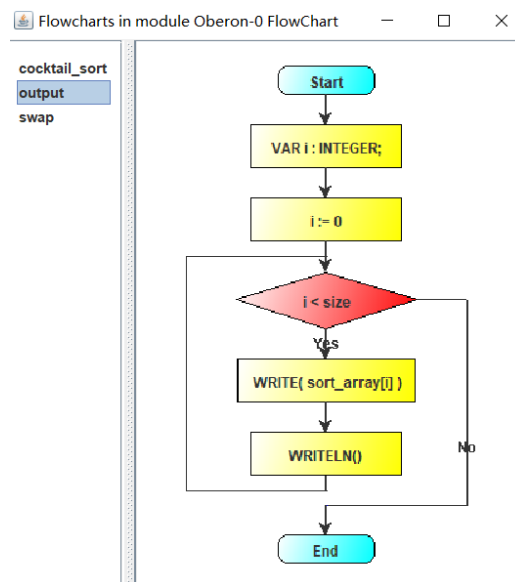 Flowcharts in module Oberon-0 FlowChart
cocktail_sort
output
swap
Start
VAR i : INTEGER;
i := 0
i < size
Yes
WRITE( sort_array[i] )
WRITELN()
No
End